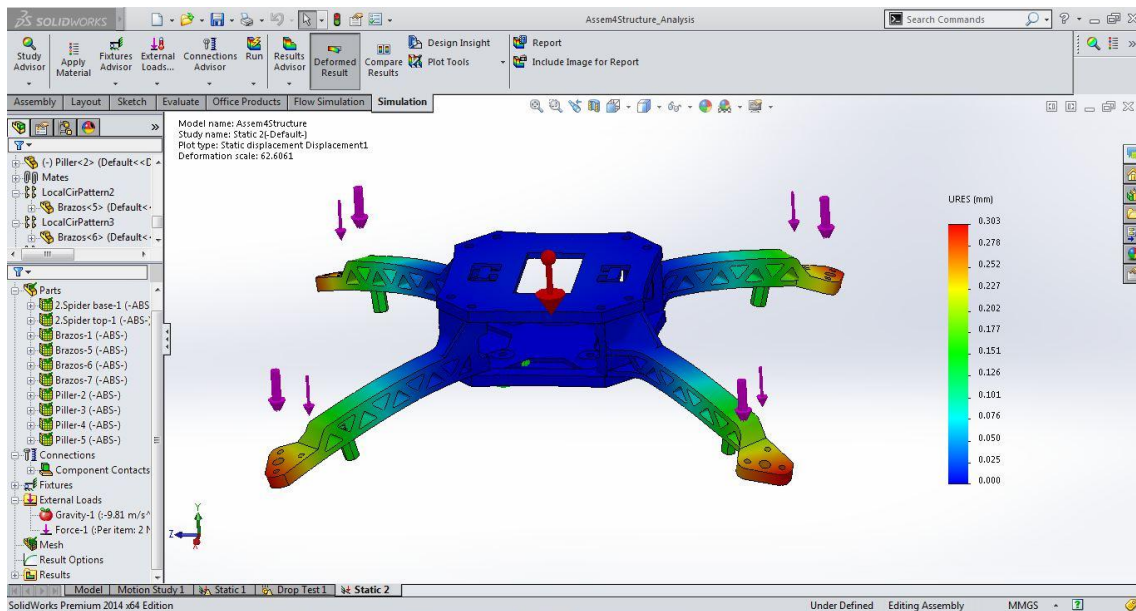 SOLIDWORKS
Assem4Structure_Analysis
Search Commands
Study Advisor
Apply Material
Fixtures Advisor
External Loads...
Connections Advisor
Run
Results Advisor
Deformed Result
Compare Results
Design Insight
Plot Tools
Report
Include Image for Report
Assembly Layout Sketch Evaluate Office Products Flow Simulation Simulation
Model name: Assem4Structure
Study name: Static 2(-Default-)
Plot type: Static displacement Displacement1
Deformation scale: 62.6061
(-) Piller<2> (Default<<D
Mates
LocalCirPattern2
Brazos<5> (Default<
LocalCirPattern3
Brazos<6> (Default<
Parts
2.Spider base-1 (-ABS
2.Spider top-1 (-ABS-
Brazos-1 (-ABS-)
Brazos-5 (-ABS-)
Brazos-6 (-ABS-)
Brazos-7 (-ABS-)
Piller-2 (-ABS-)
Piller-3 (-ABS-)
Piller-4 (-ABS-)
Piller-5 (-ABS-)
Connections
Component Contacts
Fixtures
External Loads
Gravity-1 (:-9.81 m/s^
Force-1 (:Per item: 2 N
Mesh
Result Options
Results
URES (mm)
0.303
0.278
0.252
0.227
0.202
0.177
0.151
0.126
0.101
0.076
0.050
0.025
0.000
Y
Z
Model Motion Study 1 Static 1 Drop Test 1 Static 2
SolidWorks Premium 2014 x64 Edition
Under Defined Editing Assembly MMGS